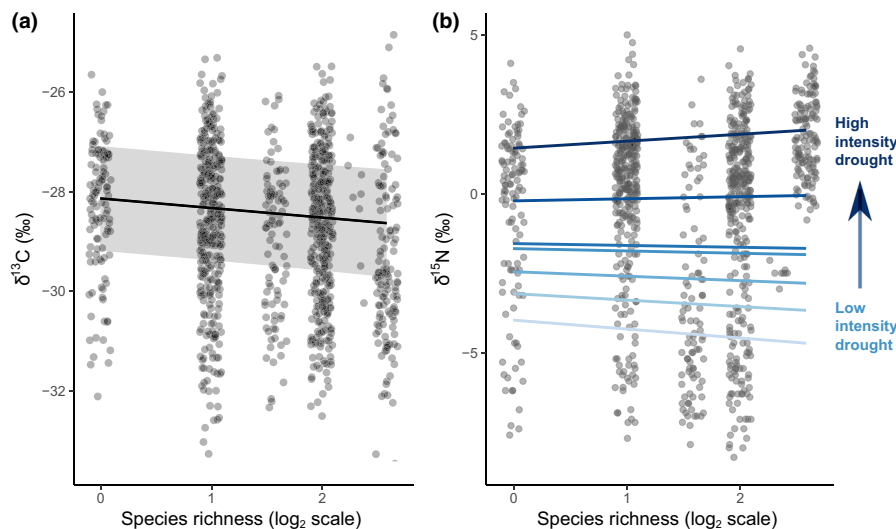 (a)
−26
−28
−30
−32
δ13C (‰)
0
1
2
Species richness (log2 scale)
(b)
5
0
−5
δ15N (‰)
0
1
2
Species richness (log2 scale)
High
intensity
drought
Low
intensity
drought